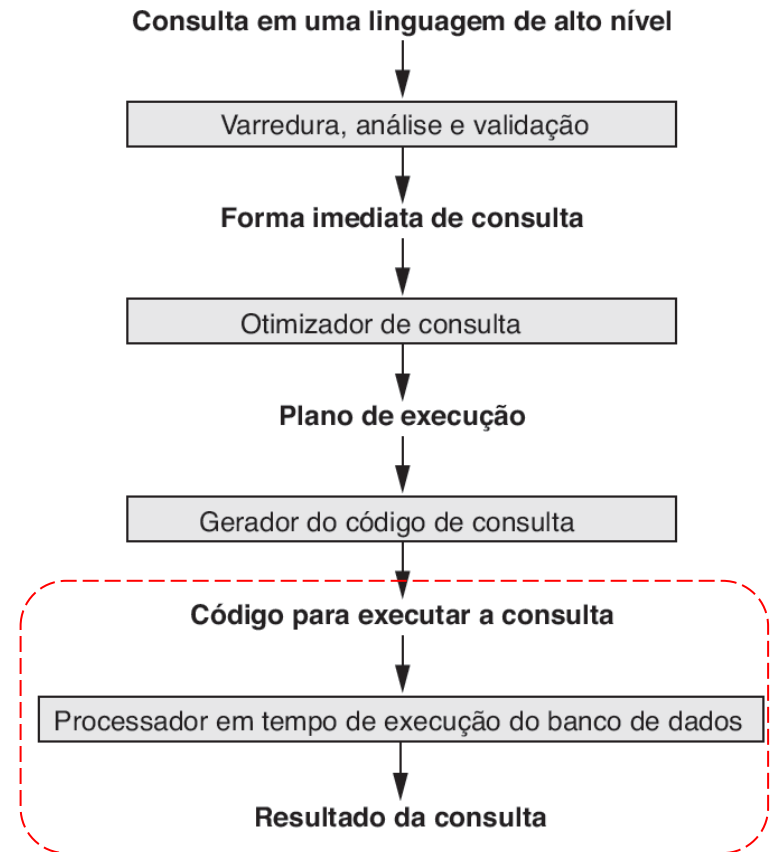 Consulta em uma linguagem de alto nível
Varredura, análise e validação
Forma imediata de consulta
Otimizador de consulta
Plano de execução
Gerador do código de consulta
Código para executar a consulta
Processador em tempo de execução do banco de dados
Resultado da consulta